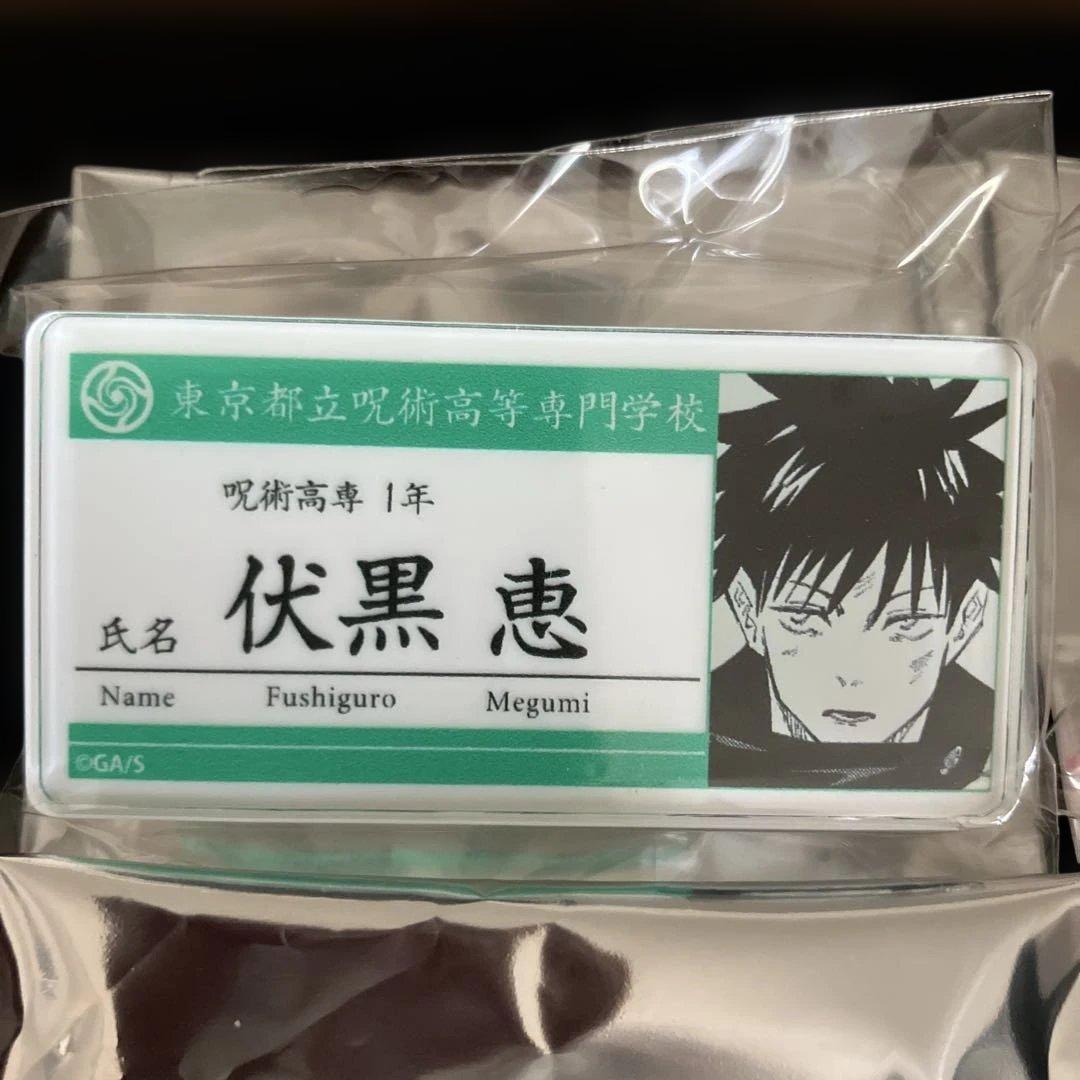 東京都立呪術高等専門学校
呪術高専 1年
氏名 伏黒 恵
Name Fushiguro Megumi
©GA/S